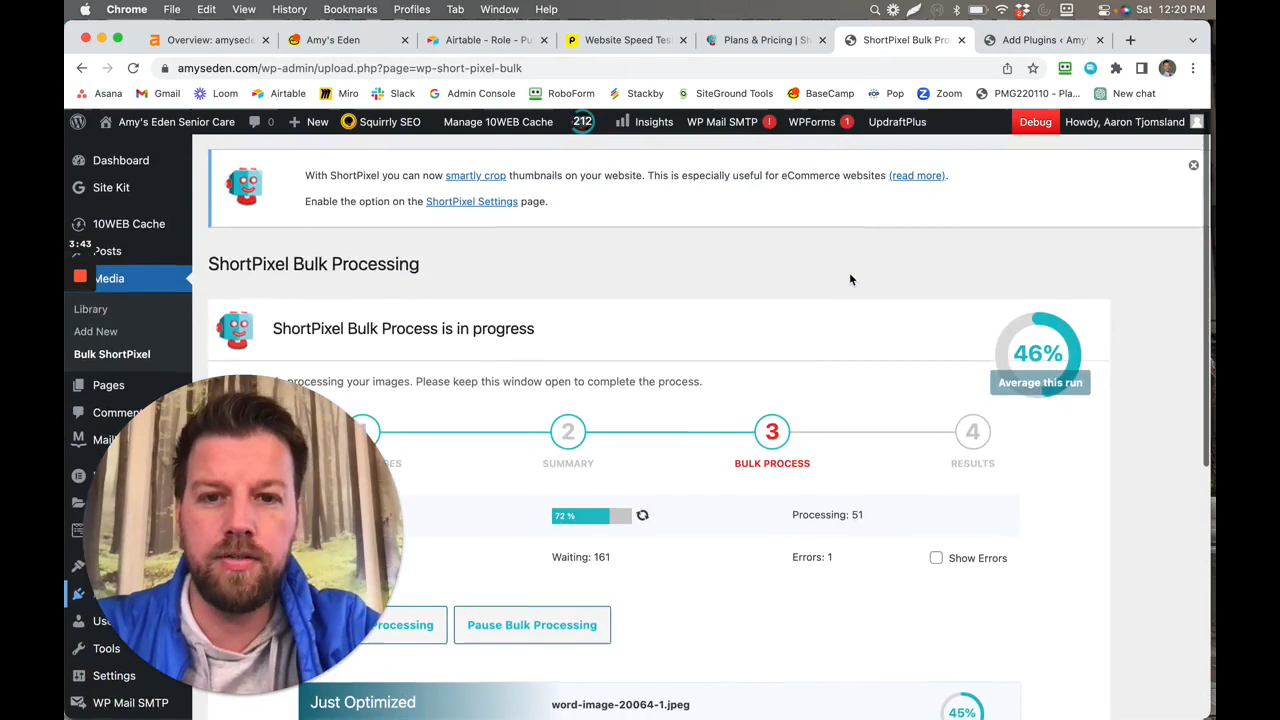 Chrome File Edit View History Bookmarks Profiles Tab Window Help Sat 12:20 PM
Overview: amysede Amy's Eden Airtable - Role - Pu Website Speed Tes Plans & Pricing | Sh ShortPixel Bulk Pro Add Plugins ‹ Amy
amyseden.com/wp-admin/upload.php?page=wp-short-pixel-bulk
Asana Gmail Loom Airtable Miro Slack Admin Console RoboForm Stackby SiteGround Tools BaseCamp Pop Zoom PMG220110 - Pla... New chat
Amy's Eden Senior Care 0 New Squirrly SEO Manage 10WEB Cache 212 Insights WP Mail SMTP ! WPForms 1 UpdraftPlus Debug Howdy, Aaron Tjomsland
Dashboard
Site Kit
10WEB Cache
3:43
Posts
Media
Library
Add New
Bulk ShortPixel
Pages
Comment
Mail
Use
Tools
Settings
WP Mail SMTP
With ShortPixel you can now smartly crop thumbnails on your website. This is especially useful for eCommerce websites (read more).
Enable the option on the ShortPixel Settings page.
ShortPixel Bulk Processing
ShortPixel Bulk Process is in progress
46%
Average this run
processing your images. Please keep this window open to complete the process.
2 3 4
GES SUMMARY BULK PROCESS RESULTS
72 % Processing: 51
Waiting: 161 Errors: 1 Show Errors
rocessing Pause Bulk Processing
Just Optimized word-image-20064-1.jpeg 45%